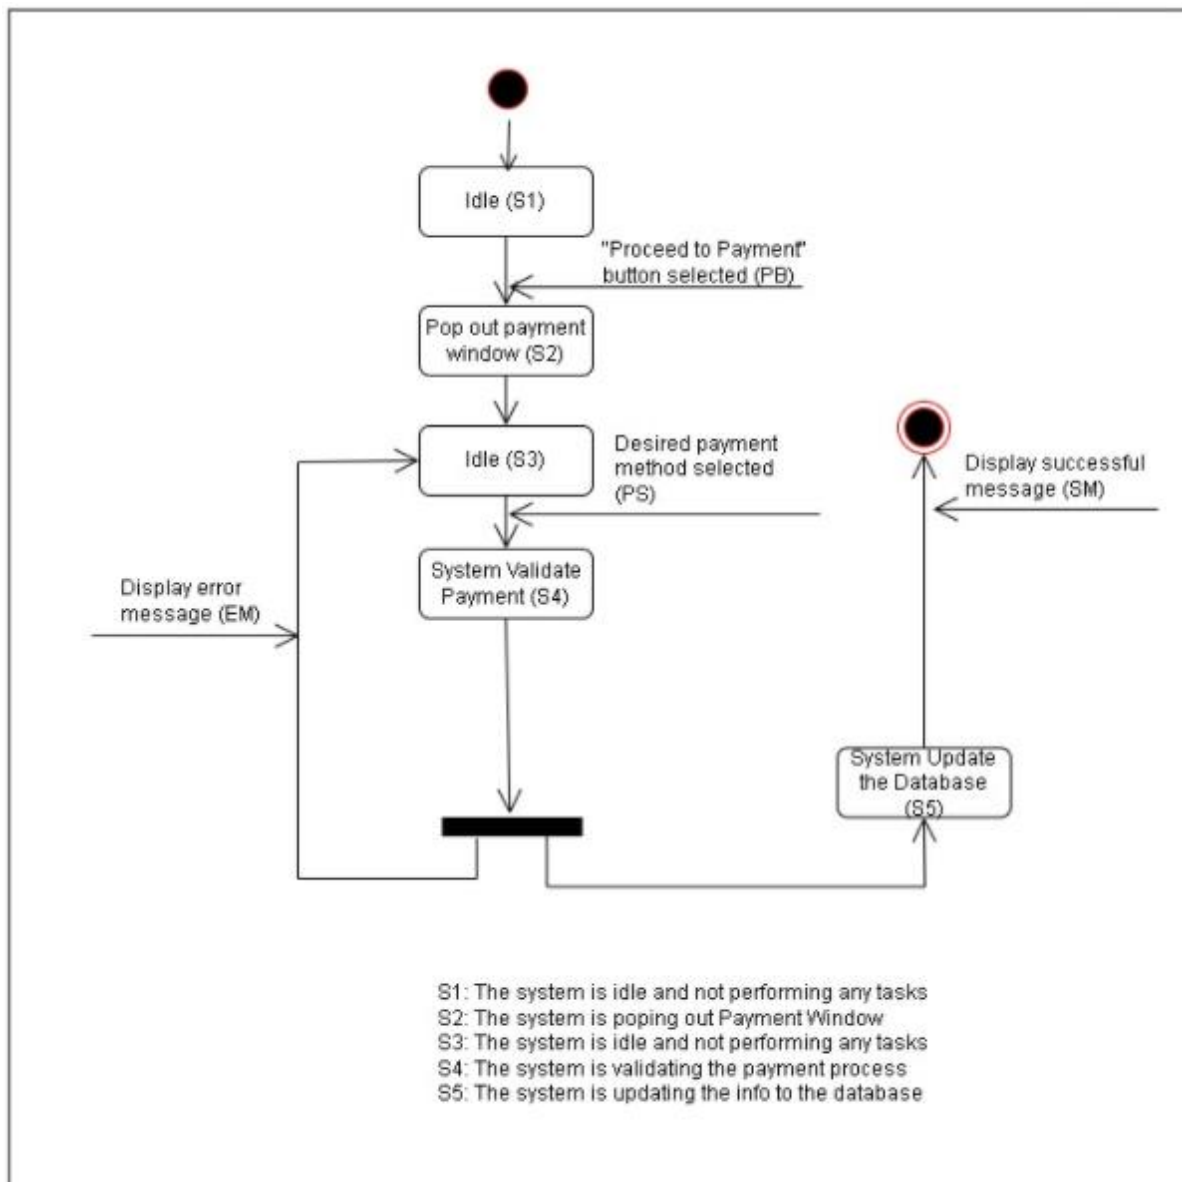 Idle (S1)
"Proceed to Payment"
button selected (PB)
Pop out payment
window (S2)
Idle (S3)
Desired payment
method selected
(PS)
Display successful
message (SM)
System Validate
Payment (S4)
Display error
message (EM)
System Update
the Database
(S5)
S1: The system is idle and not performing any tasks
S2: The system is poping out Payment Window
S3: The system is idle and not performing any tasks
S4: The system is validating the payment process
S5: The system is updating the info to the database